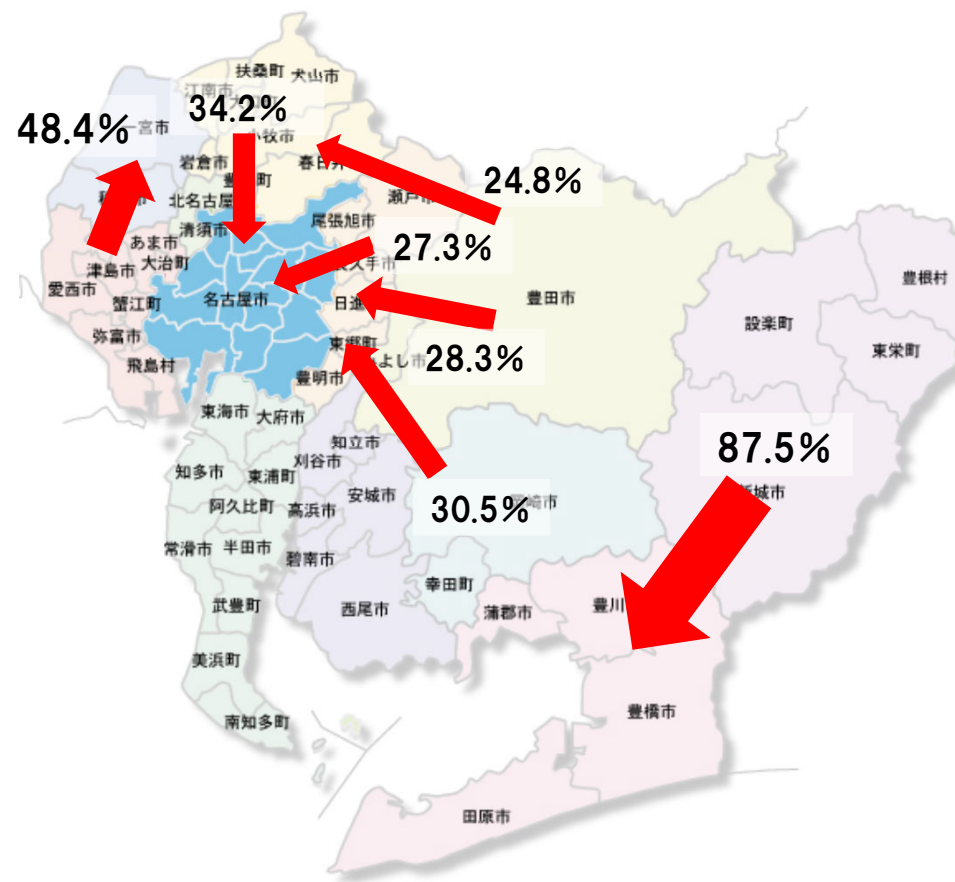 扶桑町
犬山市
江南市
34.2%
48.4%
宮市
小牧市
岩倉市
春日井
24.8%
北名古屋
瀬戸市
清須市
尾張旭市
あま市
27.3%
津島市
大治町
長久手市
愛西市
蟹江町
名古屋市
日進
豊田市
豊根村
設楽町
弥富市
東郷町
よし市
28.3%
東栄町
飛島村
豊明市
東海市
大府市
知立市
87.5%
刈谷市
知多市
東浦町
安城市
新城市
阿久比町
高浜市
30.5%
崎市
常滑市
半田市
碧南市
幸田町
武豊町
西尾市
蒲郡市
豊川
美浜町
豊橋市
南知多町
田原市